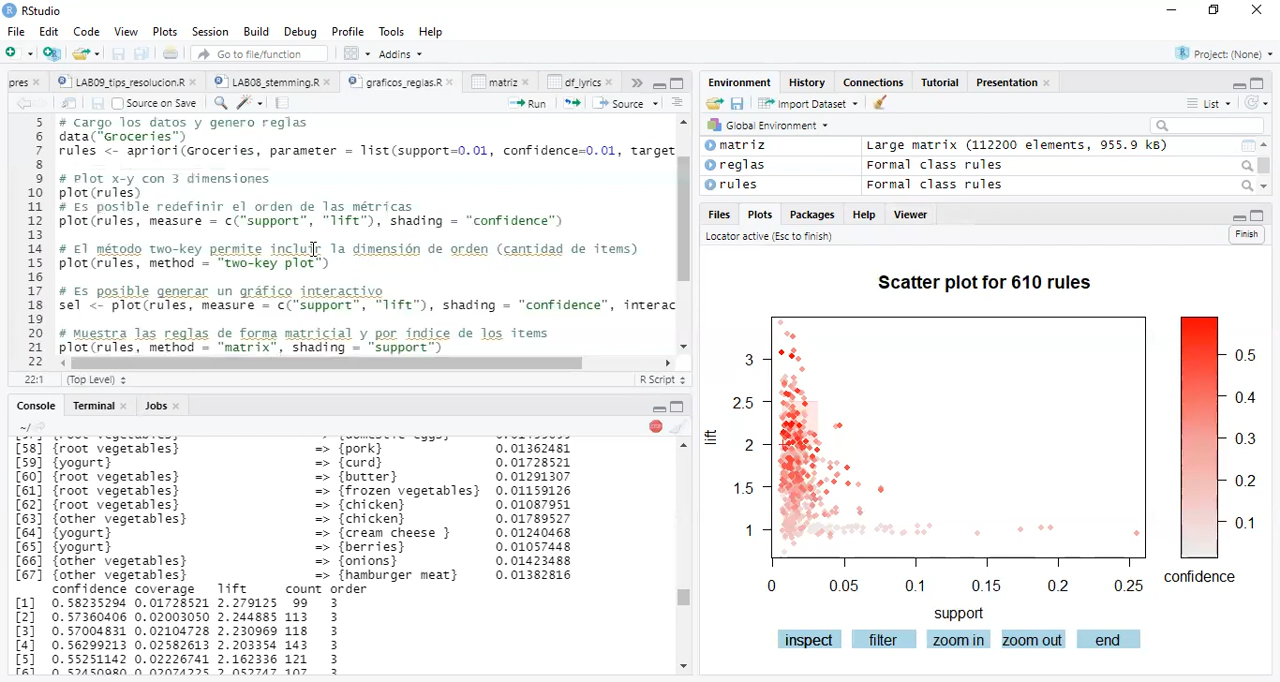 RStudio
File Edit Code View Plots Session Build Debug Profile Tools Help
Go to file/function Addins Project: (None)
pres LAB09_tips_resolucion.R LAB08_stemming.R graficos_reglas.R matriz df_lyrics
Source on Save Run Source
5 # Cargo los datos y genero reglas
6 data("Groceries")
7 rules <- apriori(Groceries, parameter = list(support=0.01, confidence=0.01, target
8
9 # Plot x-y con 3 dimensiones
10 plot(rules)
11 # Es posible redefinir el orden de las métricas
12 plot(rules, measure = c("support", "lift"), shading = "confidence")
13
14 # El método two-key permite incluir la dimensión de orden (cantidad de items)
15 plot(rules, method = "two-key plot")
16
17 # Es posible generar un gráfico interactivo
18 sel <- plot(rules, measure = c("support", "lift"), shading = "confidence", interac
19
20 # Muestra las reglas de forma matricial y por indice de los items
21 plot(rules, method = "matrix", shading = "support")
22
22:1 (Top Level) R Script
Console Terminal Jobs
~/
[58] {root vegetables} => {pork} 0.01362481
[59] {yogurt} => {curd} 0.01728521
[60] {root vegetables} => {butter} 0.01291307
[61] {root vegetables} => {frozen vegetables} 0.01159126
[62] {root vegetables} => {chicken} 0.01087951
[63] {other vegetables} => {chicken} 0.01789527
[64] {yogurt} => {cream cheese } 0.01240468
[65] {yogurt} => {berries} 0.01057448
[66] {other vegetables} => {onions} 0.01423488
[67] {other vegetables} => {hamburger meat} 0.01382816
confidence coverage lift count order
[1] 0.58235294 0.01728521 2.279125 99 3
[2] 0.57360406 0.02003050 2.244885 113 3
[3] 0.57004831 0.02104728 2.230969 118 3
[4] 0.56299213 0.02582613 2.203354 143 3
[5] 0.55251142 0.02226741 2.162336 121 3
Environment History Connections Tutorial Presentation
Import Dataset List
Global Environment
matriz Large matrix (112200 elements, 955.9 kB)
reglas Formal class rules
rules Formal class rules
Files Plots Packages Help Viewer
Locator active (Esc to finish) Finish
Scatter plot for 610 rules
3
2.5
2
1.5
1
lift
0 0.05 0.1 0.15 0.2 0.25
support
0.5
0.4
0.3
0.2
0.1
confidence
inspect filter zoom in zoom out end